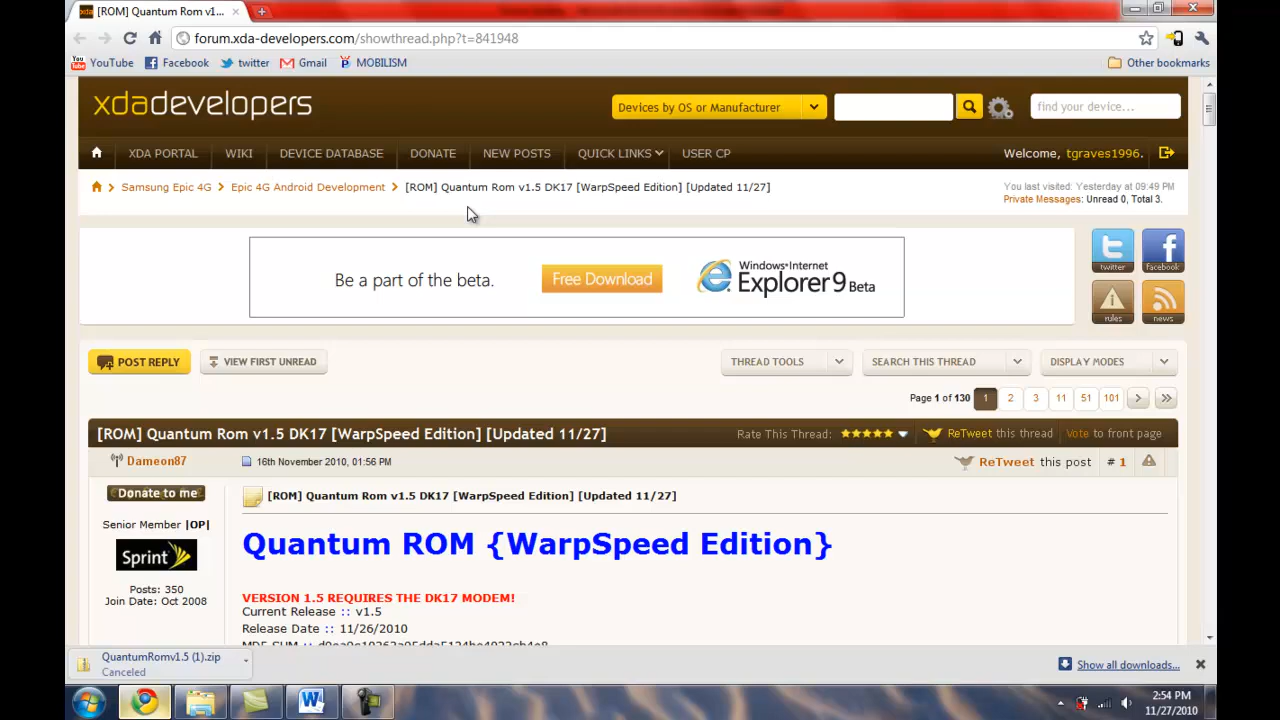 [ROM] Quantum Rom v1...
forum.xda-developers.com/showthread.php?t=841948
YouTube Facebook twitter Gmail MOBILISM Other bookmarks
xdadevelopers Devices by OS or Manufacturer find your device...
XDA PORTAL WIKI DEVICE DATABASE DONATE NEW POSTS QUICK LINKS USER CP Welcome, tgraves1996.
Samsung Epic 4G Epic 4G Android Development [ROM] Quantum Rom v1.5 DK17 [WarpSpeed Edition] [Updated 11/27] You last visited: Yesterday at 09:49 PM
Private Messages: Unread 0, Total 3.
Be a part of the beta. Free Download Windows Internet Explorer 9 Beta
twitter facebook
rules news
POST REPLY VIEW FIRST UNREAD THREAD TOOLS SEARCH THIS THREAD DISPLAY MODES
Page 1 of 130 1 2 3 11 51 101 > >>
[ROM] Quantum Rom v1.5 DK17 [WarpSpeed Edition] [Updated 11/27] Rate This Thread: ReTweet this thread Vote to front page
Dameon87 16th November 2010, 01:56 PM ReTweet this post # 1
Donate to me [ROM] Quantum Rom v1.5 DK17 [WarpSpeed Edition] [Updated 11/27]
Senior Member |OP|
Sprint
Posts: 350
Join Date: Oct 2008
Quantum ROM {WarpSpeed Edition}
VERSION 1.5 REQUIRES THE DK17 MODEM!
Current Release :: v1.5
Release Date :: 11/26/2010
QuantumRomv1.5 (1).zip
Canceled
Show all downloads...
2:54 PM
11/27/2010